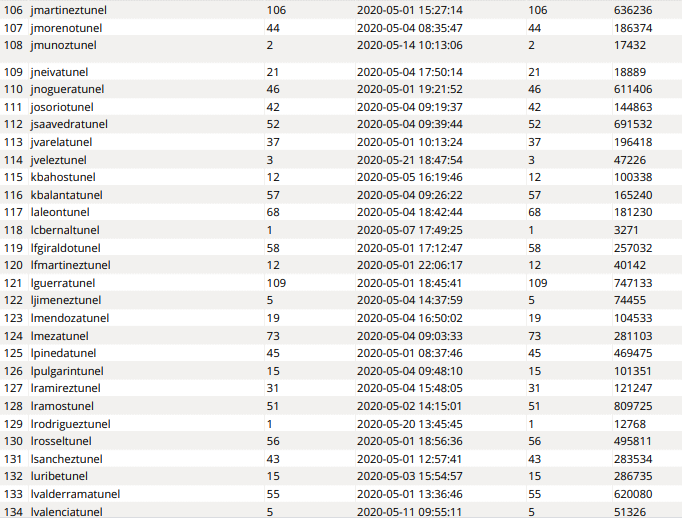 106 jmartineztunel 106 2020-05-01 15:27:14 106 636236
107 jmorenotunel 44 2020-05-04 08:35:47 44 186374
108 jmunoztunel 2 2020-05-14 10:13:06 2 17432
109 jneivatunel 21 2020-05-04 17:50:14 21 18889
110 jnogueratunel 46 2020-05-01 19:21:52 46 611406
111 josoriotunel 42 2020-05-04 09:19:37 42 144863
112 jsaavedratunel 52 2020-05-04 09:39:44 52 691532
113 jvarelatunel 37 2020-05-01 10:13:24 37 196418
114 jveleztunel 3 2020-05-21 18:47:54 3 47226
115 kbahostunel 12 2020-05-05 16:19:46 12 100338
116 kbalantatunel 57 2020-05-04 09:26:22 57 165240
117 laleontunel 68 2020-05-04 18:42:44 68 181230
118 lcbernaltunel 1 2020-05-07 17:49:25 1 3271
119 lfgiraldotunel 58 2020-05-01 17:12:47 58 257032
120 lfmartineztunel 12 2020-05-01 22:06:17 12 40142
121 lguerratunel 109 2020-05-01 18:45:41 109 747133
122 ljimeneztunel 5 2020-05-04 14:37:59 5 74455
123 lmendozatunel 19 2020-05-04 16:50:02 19 104533
124 lmezatunel 73 2020-05-04 09:03:33 73 281103
125 lpinedatunel 45 2020-05-01 08:37:46 45 469475
126 lpulgarintunel 15 2020-05-04 09:48:10 15 101351
127 lramireztunel 31 2020-05-04 15:48:05 31 121247
128 lramostunel 51 2020-05-02 14:15:01 51 809725
129 lrodrigueztunel 1 2020-05-20 13:45:45 1 12768
130 lrosseltunel 56 2020-05-01 18:56:36 56 495811
131 lsancheztunel 43 2020-05-01 12:57:41 43 283534
132 luribetunel 15 2020-05-03 15:54:57 15 286735
133 lvalderramatunel 55 2020-05-01 13:36:46 55 620080
134 lvalenciatunel 5 2020-05-11 09:55:11 5 51326